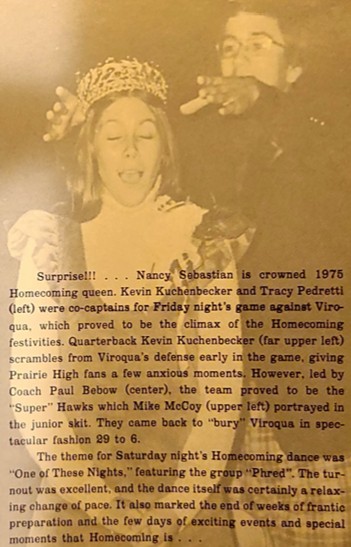 Surprise!!! . . . Nancy Sebastian is crowned 1975
Homecoming queen. Kevin Kuchenbecker and Tracy Pedretti
(left) were co-captains for Friday night's game against Viro-
qua, which proved to be the climax of the Homecoming
festivities. Quarterback Kevin Kuchenbecker (far upper left)
scrambles from Viroqua's defense early in the game, giving
Prairie High fans a few anxious moments. However, led by
Coach Paul Bebow (center), the team proved to be the
"Super" Hawks which Mike McCoy (upper left) portrayed in
the junior skit. They came back to "bury" Viroqua in spec-
tacular fashion 29 to 6.
The theme for Saturday night's Homecoming dance was
"One of These Nights," featuring the group "Phred". The tur-
nout was excellent, and the dance itself was certainly a relax-
ing change of pace. It also marked the end of weeks of frantic
preparation and the few days of exciting events and special
moments that Homecoming is . . .